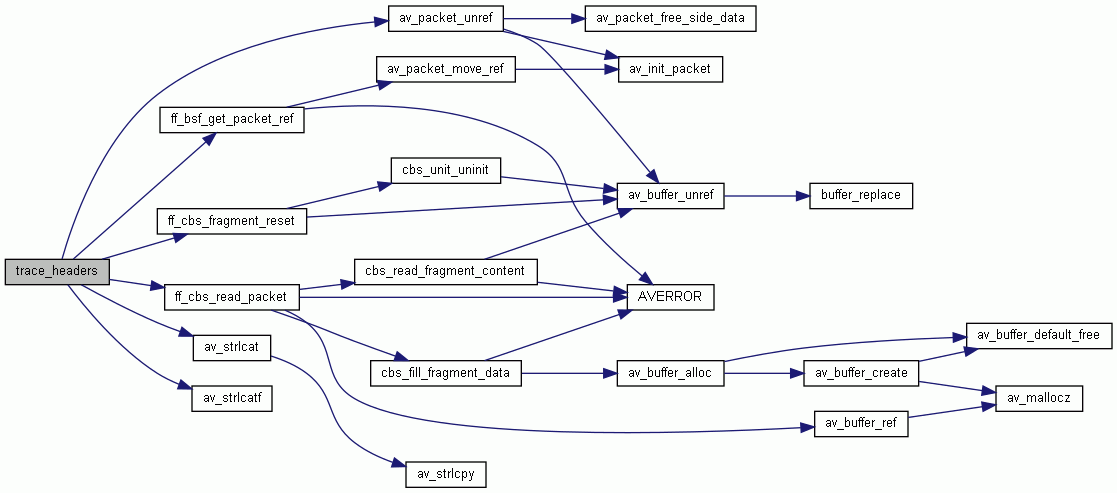 av_packet_unref
av_packet_free_side_data
av_packet_move_ref
av_init_packet
ff_bsf_get_packet_ref
cbs_unit_uninit
av_buffer_unref
buffer_replace
ff_cbs_fragment_reset
trace_headers
cbs_read_fragment_content
ff_cbs_read_packet
AVERROR
av_strlcat
av_buffer_default_free
cbs_fill_fragment_data
av_buffer_alloc
av_buffer_create
av_strlcatf
av_mallocz
av_buffer_ref
av_strlcpy